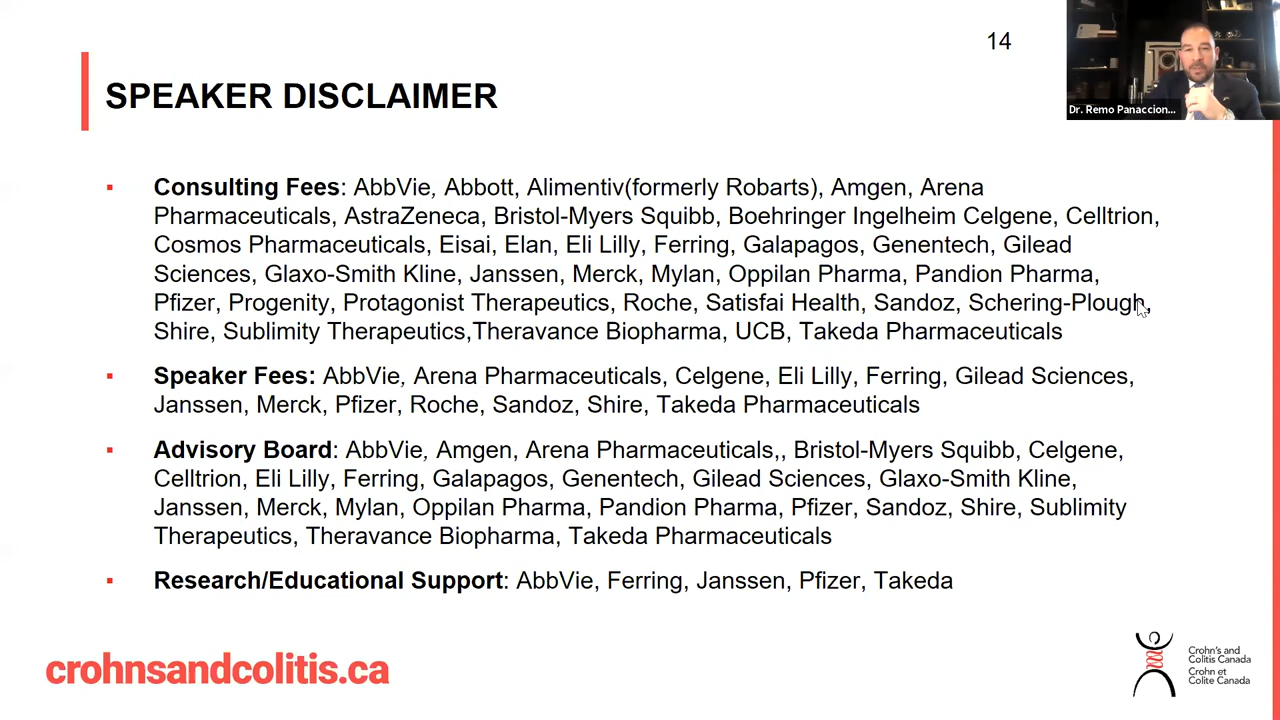 14
Dr. Remo Panaccion...
SPEAKER DISCLAIMER
▪ Consulting Fees: AbbVie, Abbott, Alimentiv(formerly Robarts), Amgen, Arena
Pharmaceuticals, AstraZeneca, Bristol-Myers Squibb, Boehringer Ingelheim Celgene, Celltrion,
Cosmos Pharmaceuticals, Eisai, Elan, Eli Lilly, Ferring, Galapagos, Genentech, Gilead
Sciences, Glaxo-Smith Kline, Janssen, Merck, Mylan, Oppilan Pharma, Pandion Pharma,
Pfizer, Progenity, Protagonist Therapeutics, Roche, Satisfai Health, Sandoz, Schering-Plough,
Shire, Sublimity Therapeutics,Theravance Biopharma, UCB, Takeda Pharmaceuticals
▪ Speaker Fees: AbbVie, Arena Pharmaceuticals, Celgene, Eli Lilly, Ferring, Gilead Sciences,
Janssen, Merck, Pfizer, Roche, Sandoz, Shire, Takeda Pharmaceuticals
▪ Advisory Board: AbbVie, Amgen, Arena Pharmaceuticals,, Bristol-Myers Squibb, Celgene,
Celltrion, Eli Lilly, Ferring, Galapagos, Genentech, Gilead Sciences, Glaxo-Smith Kline,
Janssen, Merck, Mylan, Oppilan Pharma, Pandion Pharma, Pfizer, Sandoz, Shire, Sublimity
Therapeutics, Theravance Biopharma, Takeda Pharmaceuticals
▪ Research/Educational Support: AbbVie, Ferring, Janssen, Pfizer, Takeda
crohnsandcolitis.ca
Crohn's and
Colitis Canada
Crohn et
Colite Canada